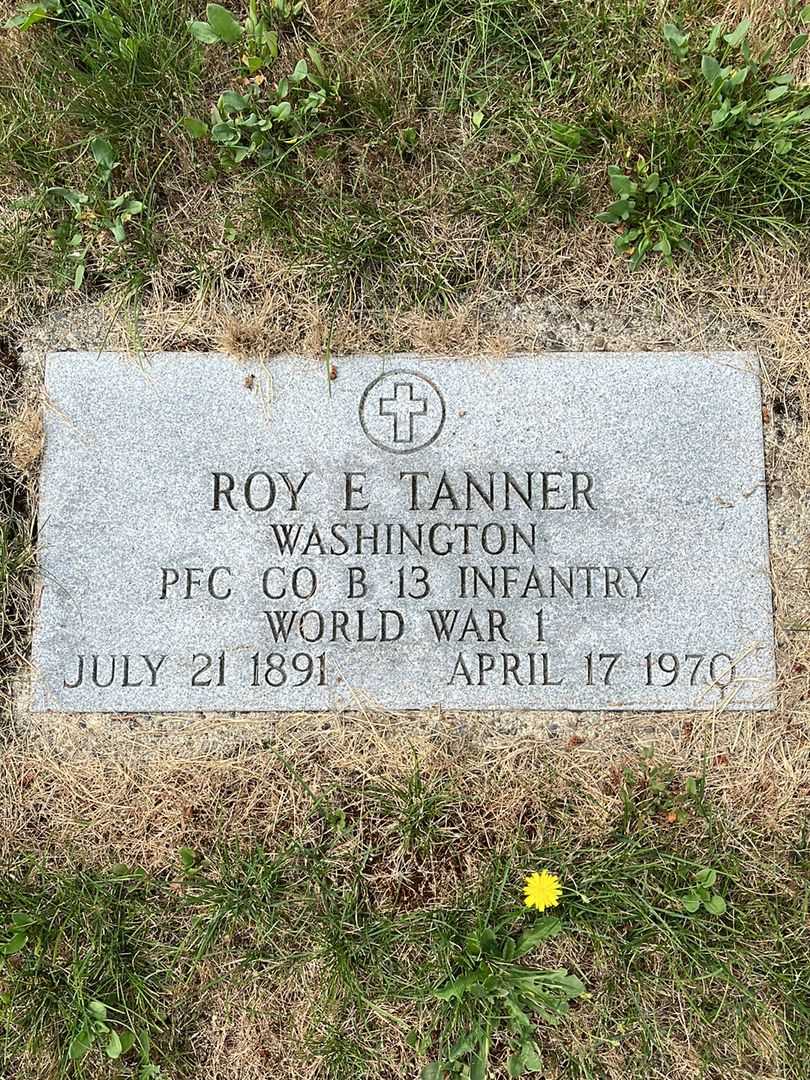 ROY E TANNER
WASHINGTON
PFC CO B 13 INFANTRY
WORLD WAR 1
JULY 21 1891 APRIL 17 1970